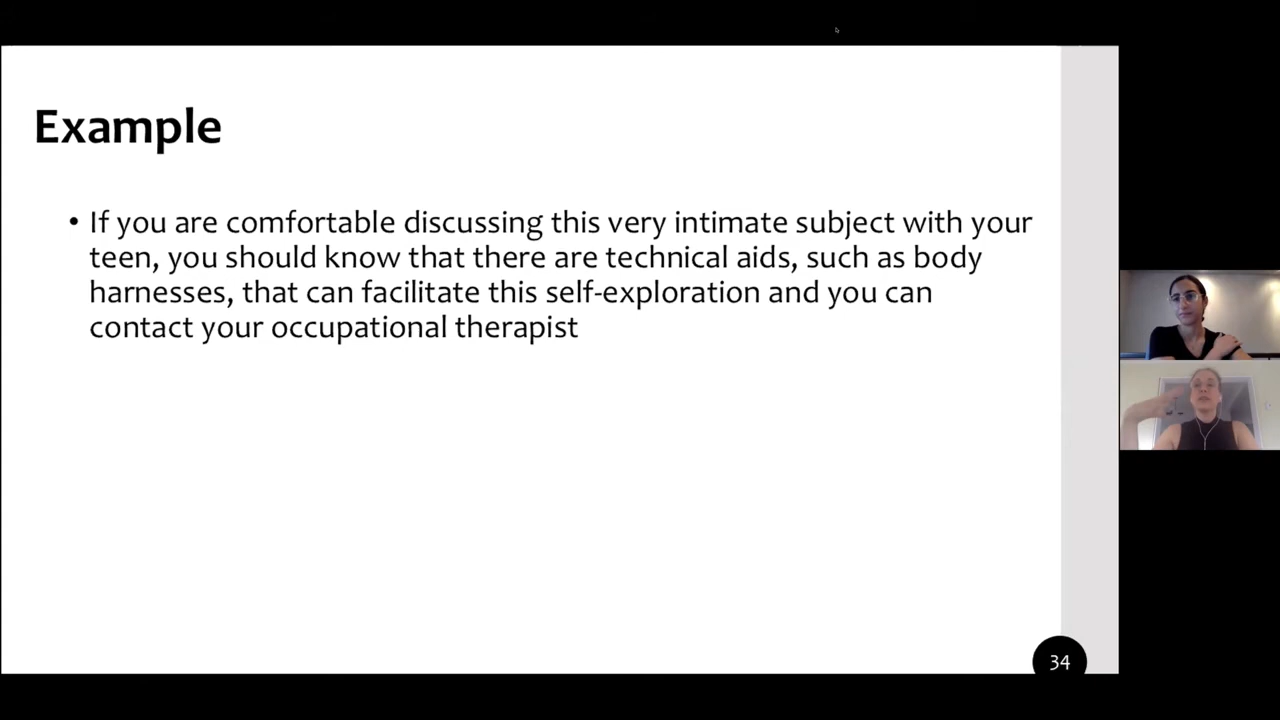 Example
• If you are comfortable discussing this very intimate subject with your
teen, you should know that there are technical aids, such as body
harnesses, that can facilitate this self-exploration and you can
contact your occupational therapist
34